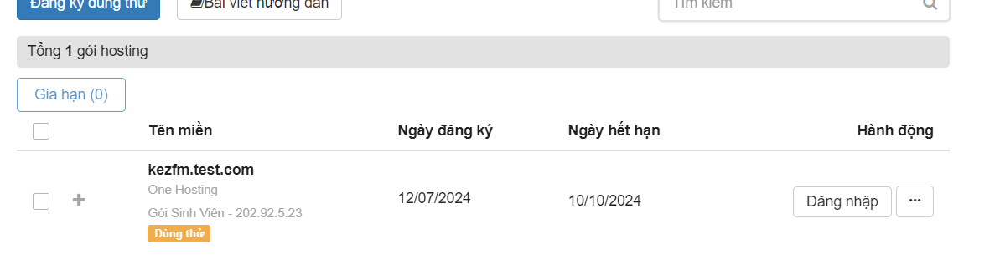 Đăng ký dùng thử
Bài viết hướng dẫn
Tìm kiếm
Tổng 1 gói hosting
Gia hạn (0)
Tên miền Ngày đăng ký Ngày hết hạn Hành động
kezfm.test.com
One Hosting
Gói Sinh Viên - 202.92.5.23
Dùng thử
12/07/2024
10/10/2024
Đăng nhập